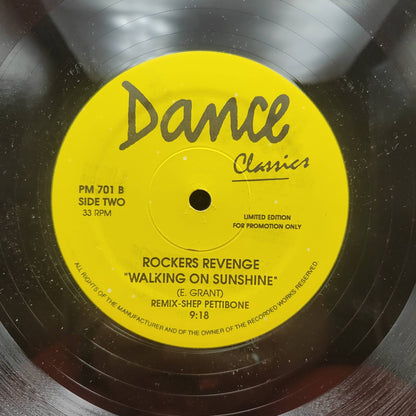 Dance
Classics
PM 701 B
SIDE TWO
33 RPM
LIMITED EDITION
FOR PROMOTION ONLY
ROCKERS REVENGE
"WALKING ON SUNSHINE"
(E. GRANT)
REMIX-SHEP PETTIBONE
9:18
ALL RIGHTS OF THE MANUFACTURER AND OF THE OWNER OF THE RECORDED WORKS RESERVED